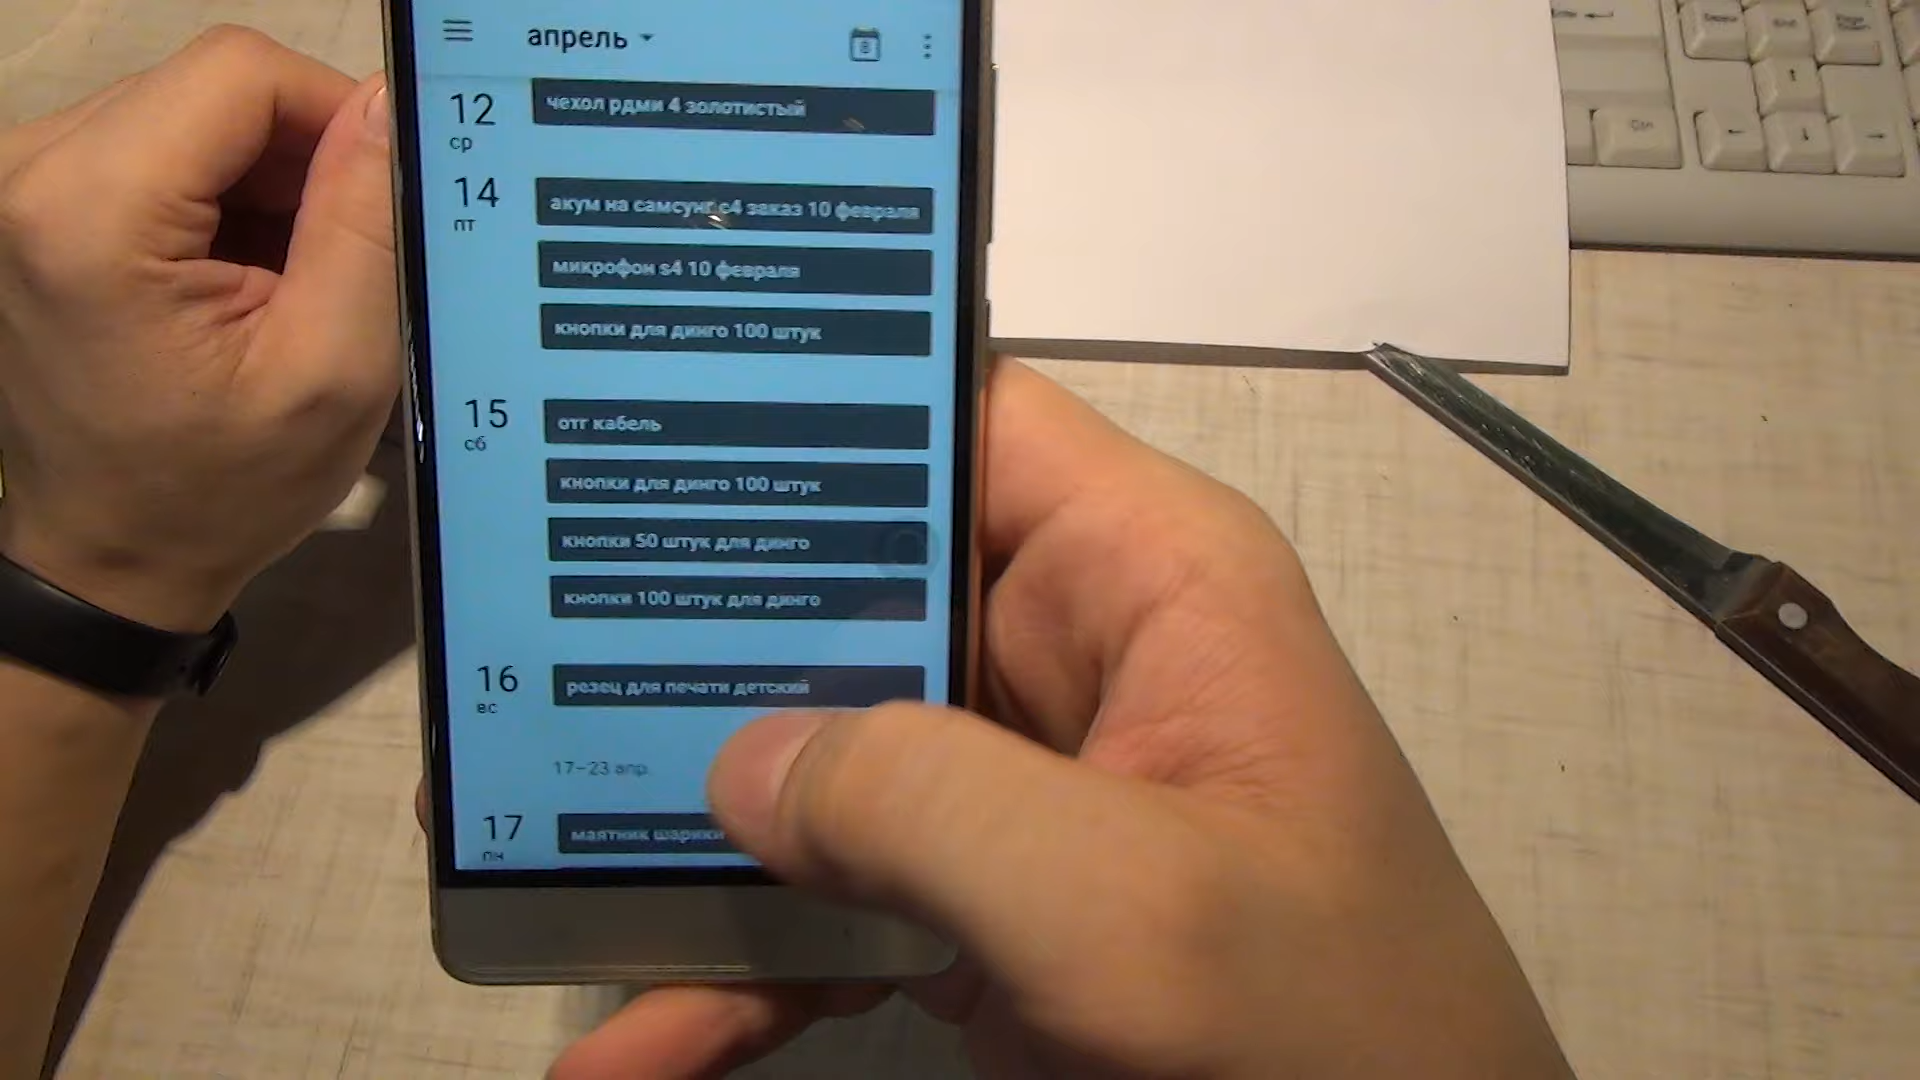 апрель
8
12
ср
чехол рдми 4 золотистый
14
пт
акум на самсунг с4 заказ 10 февраля
микрофон s4 10 февраля
кнопки для динго 100 штук
15
сб
отг кабель
кнопки для динго 100 штук
кнопки 50 штук для динго
кнопки 100 штук для динго
16
вс
резец для печати детский
17–23 апр.
17
пн
маятник шарики
Ctrl